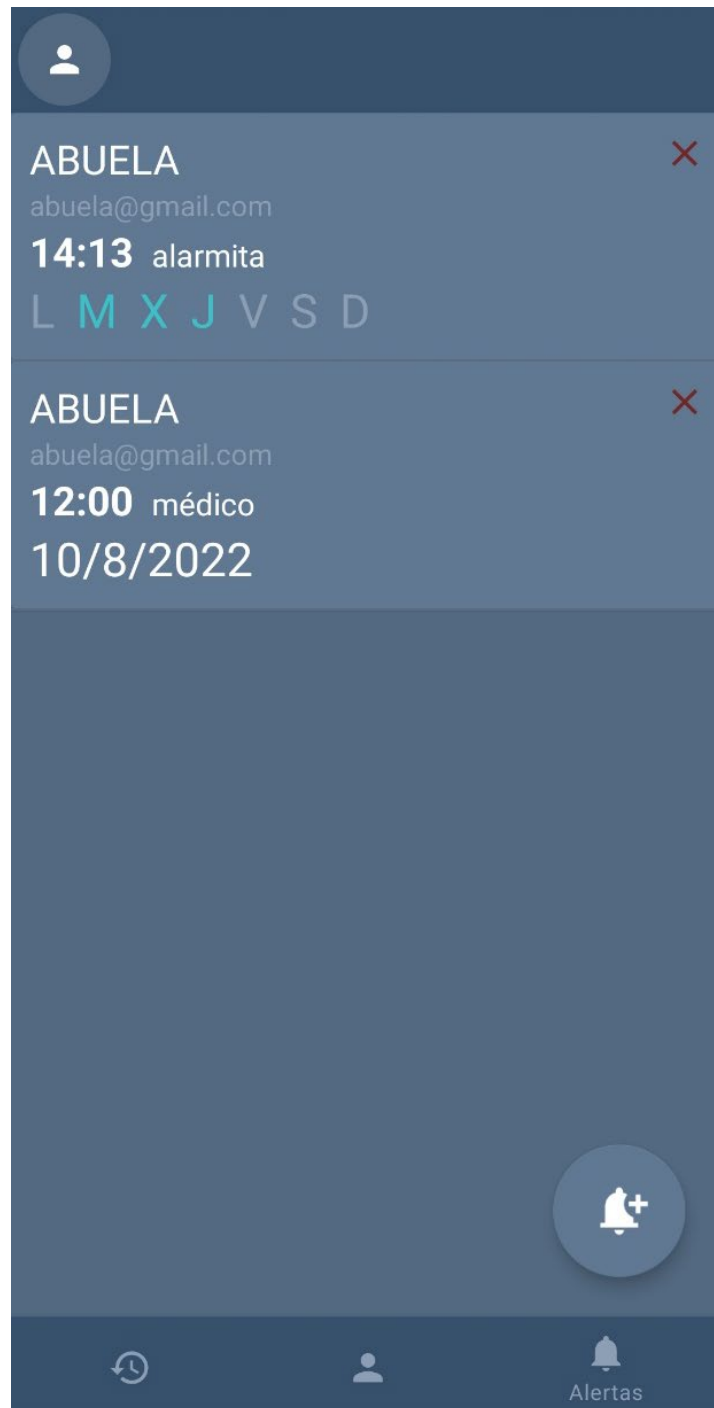 ABUELA
abuela@gmail.com
14:13 alarmita
L M X J V S D
ABUELA
abuela@gmail.com
12:00 médico
10/8/2022
Alertas